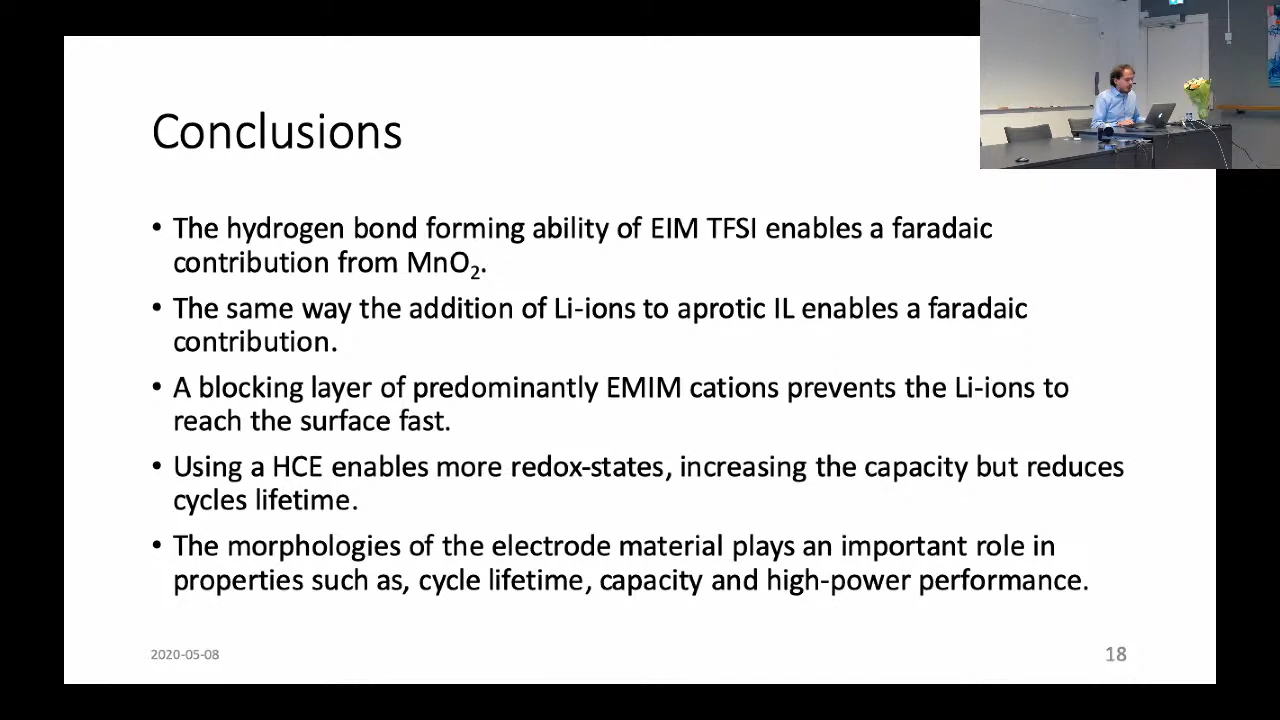 Conclusions
• The hydrogen bond forming ability of EIM TFSI enables a faradaic
contribution from MnO₂.
• The same way the addition of Li-ions to aprotic IL enables a faradaic
contribution.
• A blocking layer of predominantly EMIM cations prevents the Li-ions to
reach the surface fast.
• Using a HCE enables more redox-states, increasing the capacity but reduces
cycles lifetime.
• The morphologies of the electrode material plays an important role in
properties such as, cycle lifetime, capacity and high-power performance.
2020-05-08
18